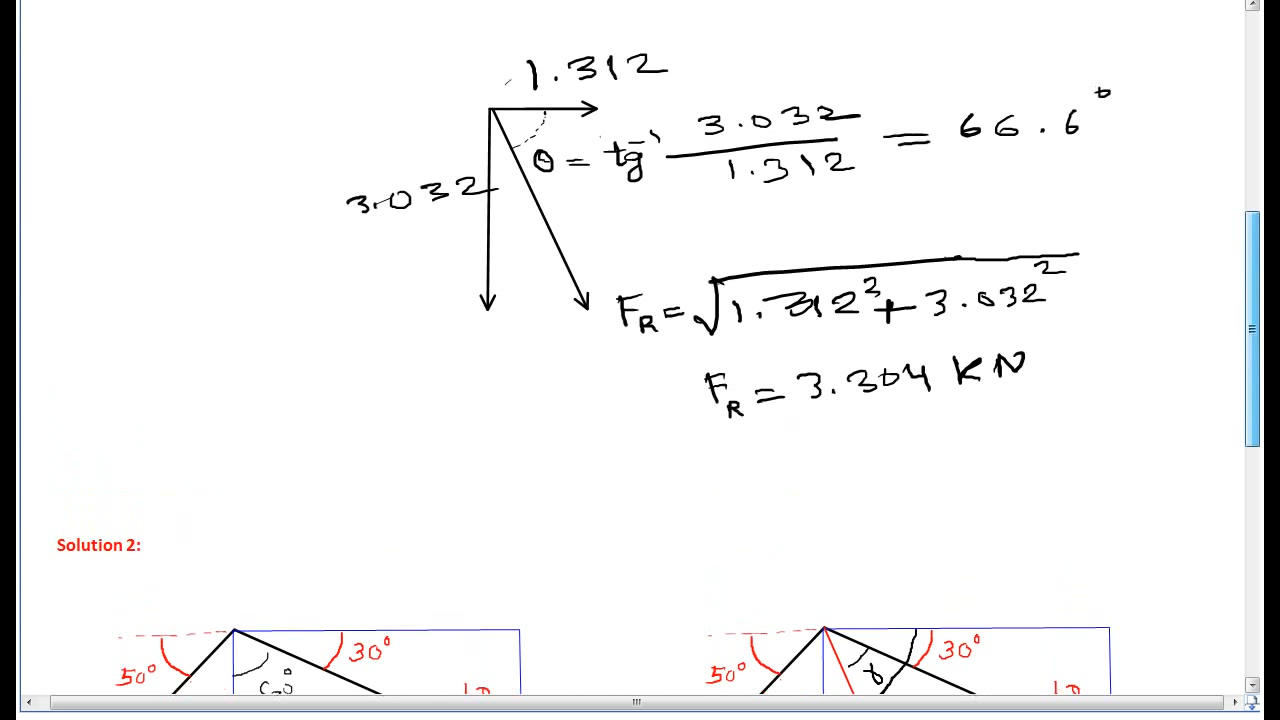 1.312
θ = tg⁻¹ 3.032 / 1.312 = 66.6°
3.032
F_R = √1.312² + 3.032²
F_R = 3.304 KN
Solution 2:
50° 30° 50° 30°
60° γ